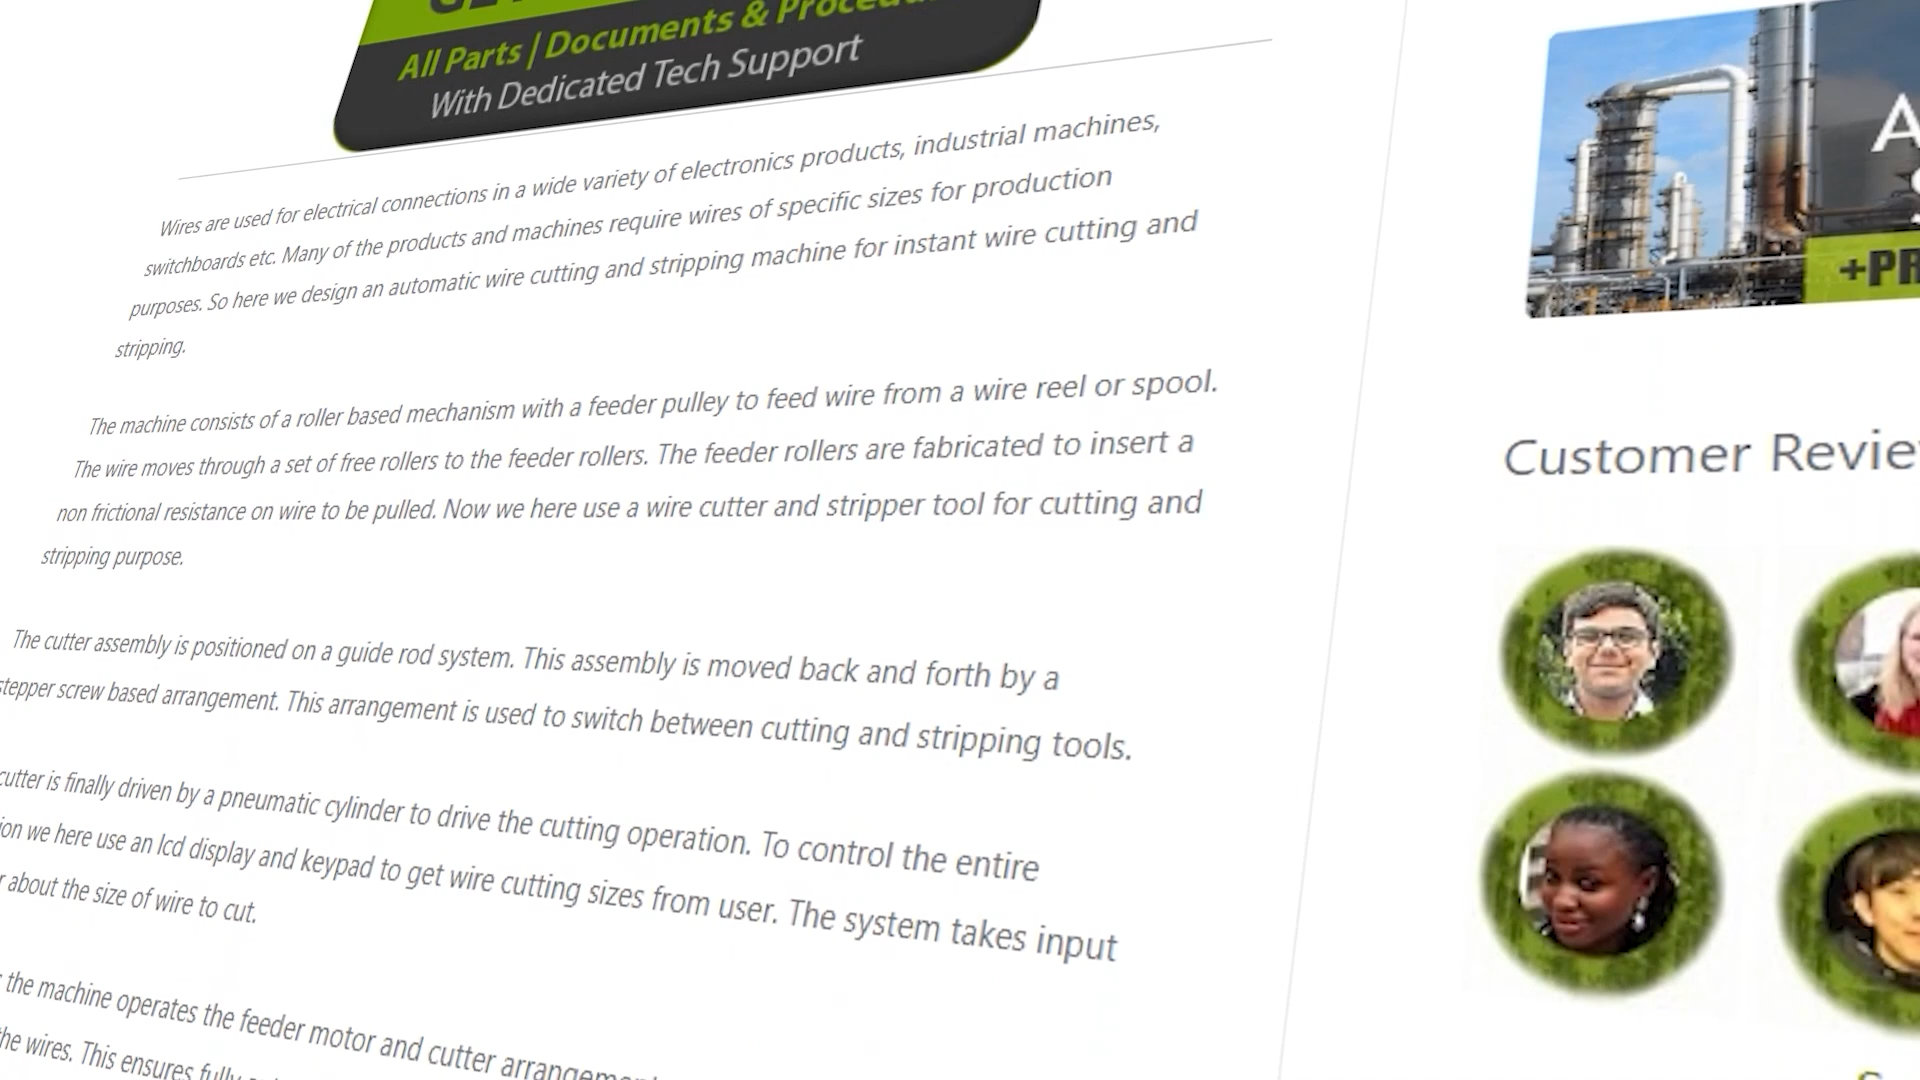 All Parts | Documents &
With Dedicated Tech Support
Wires are used for electrical connections in a wide variety of electronics products, industrial machines,
switchboards etc. Many of the products and machines require wires of specific sizes for production
purposes. So here we design an automatic wire cutting and stripping machine for instant wire cutting and
stripping.
The machine consists of a roller based mechanism with a feeder pulley to feed wire from a wire reel or spool.
The wire moves through a set of free rollers to the feeder rollers. The feeder rollers are fabricated to insert a
non frictional resistance on wire to be pulled. Now we here use a wire cutter and stripper tool for cutting and
stripping purpose.
The cutter assembly is positioned on a guide rod system. This assembly is moved back and forth by a
stepper screw based arrangement. This arrangement is used to switch between cutting and stripping tools.
cutter is finally driven by a pneumatic cylinder to drive the cutting operation. To control the entire
we here use an lcd display and keypad to get wire cutting sizes from user. The system takes input
about the size of wire to cut.
the machine operates the feeder motor and cutter
the wires. This ensures
Customer